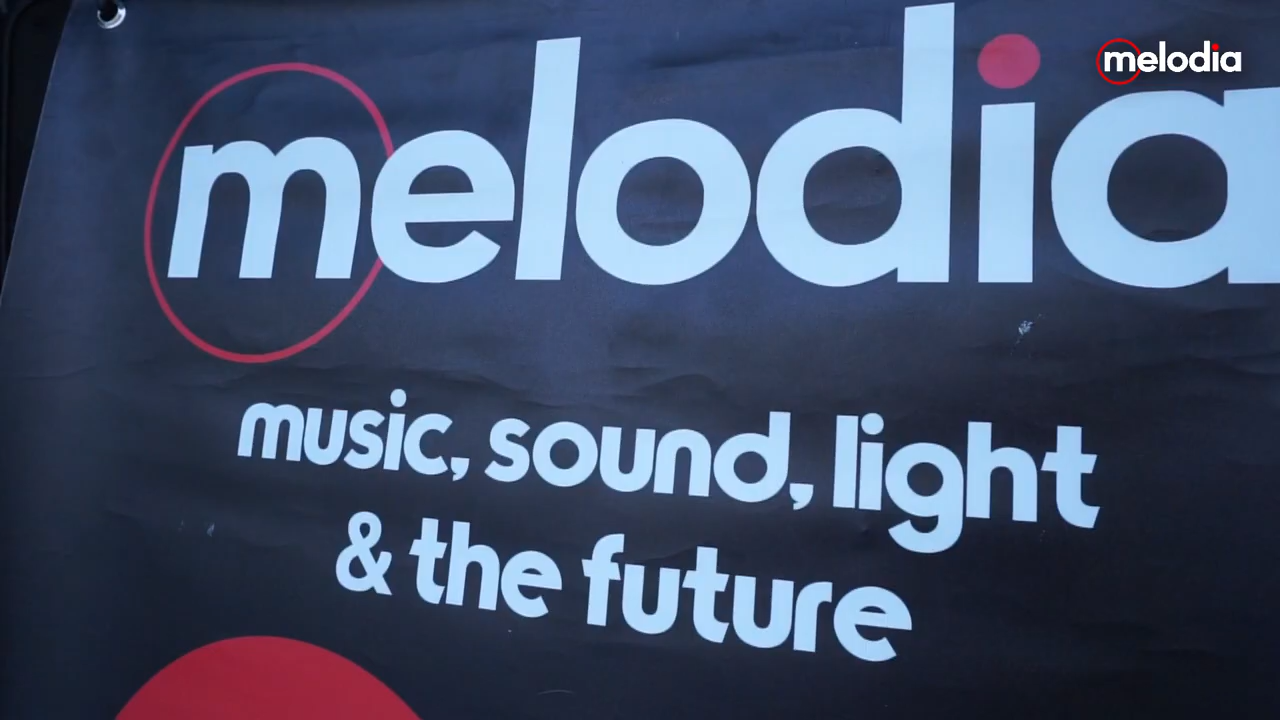 melodia
melodia
music, sound, light
& the future